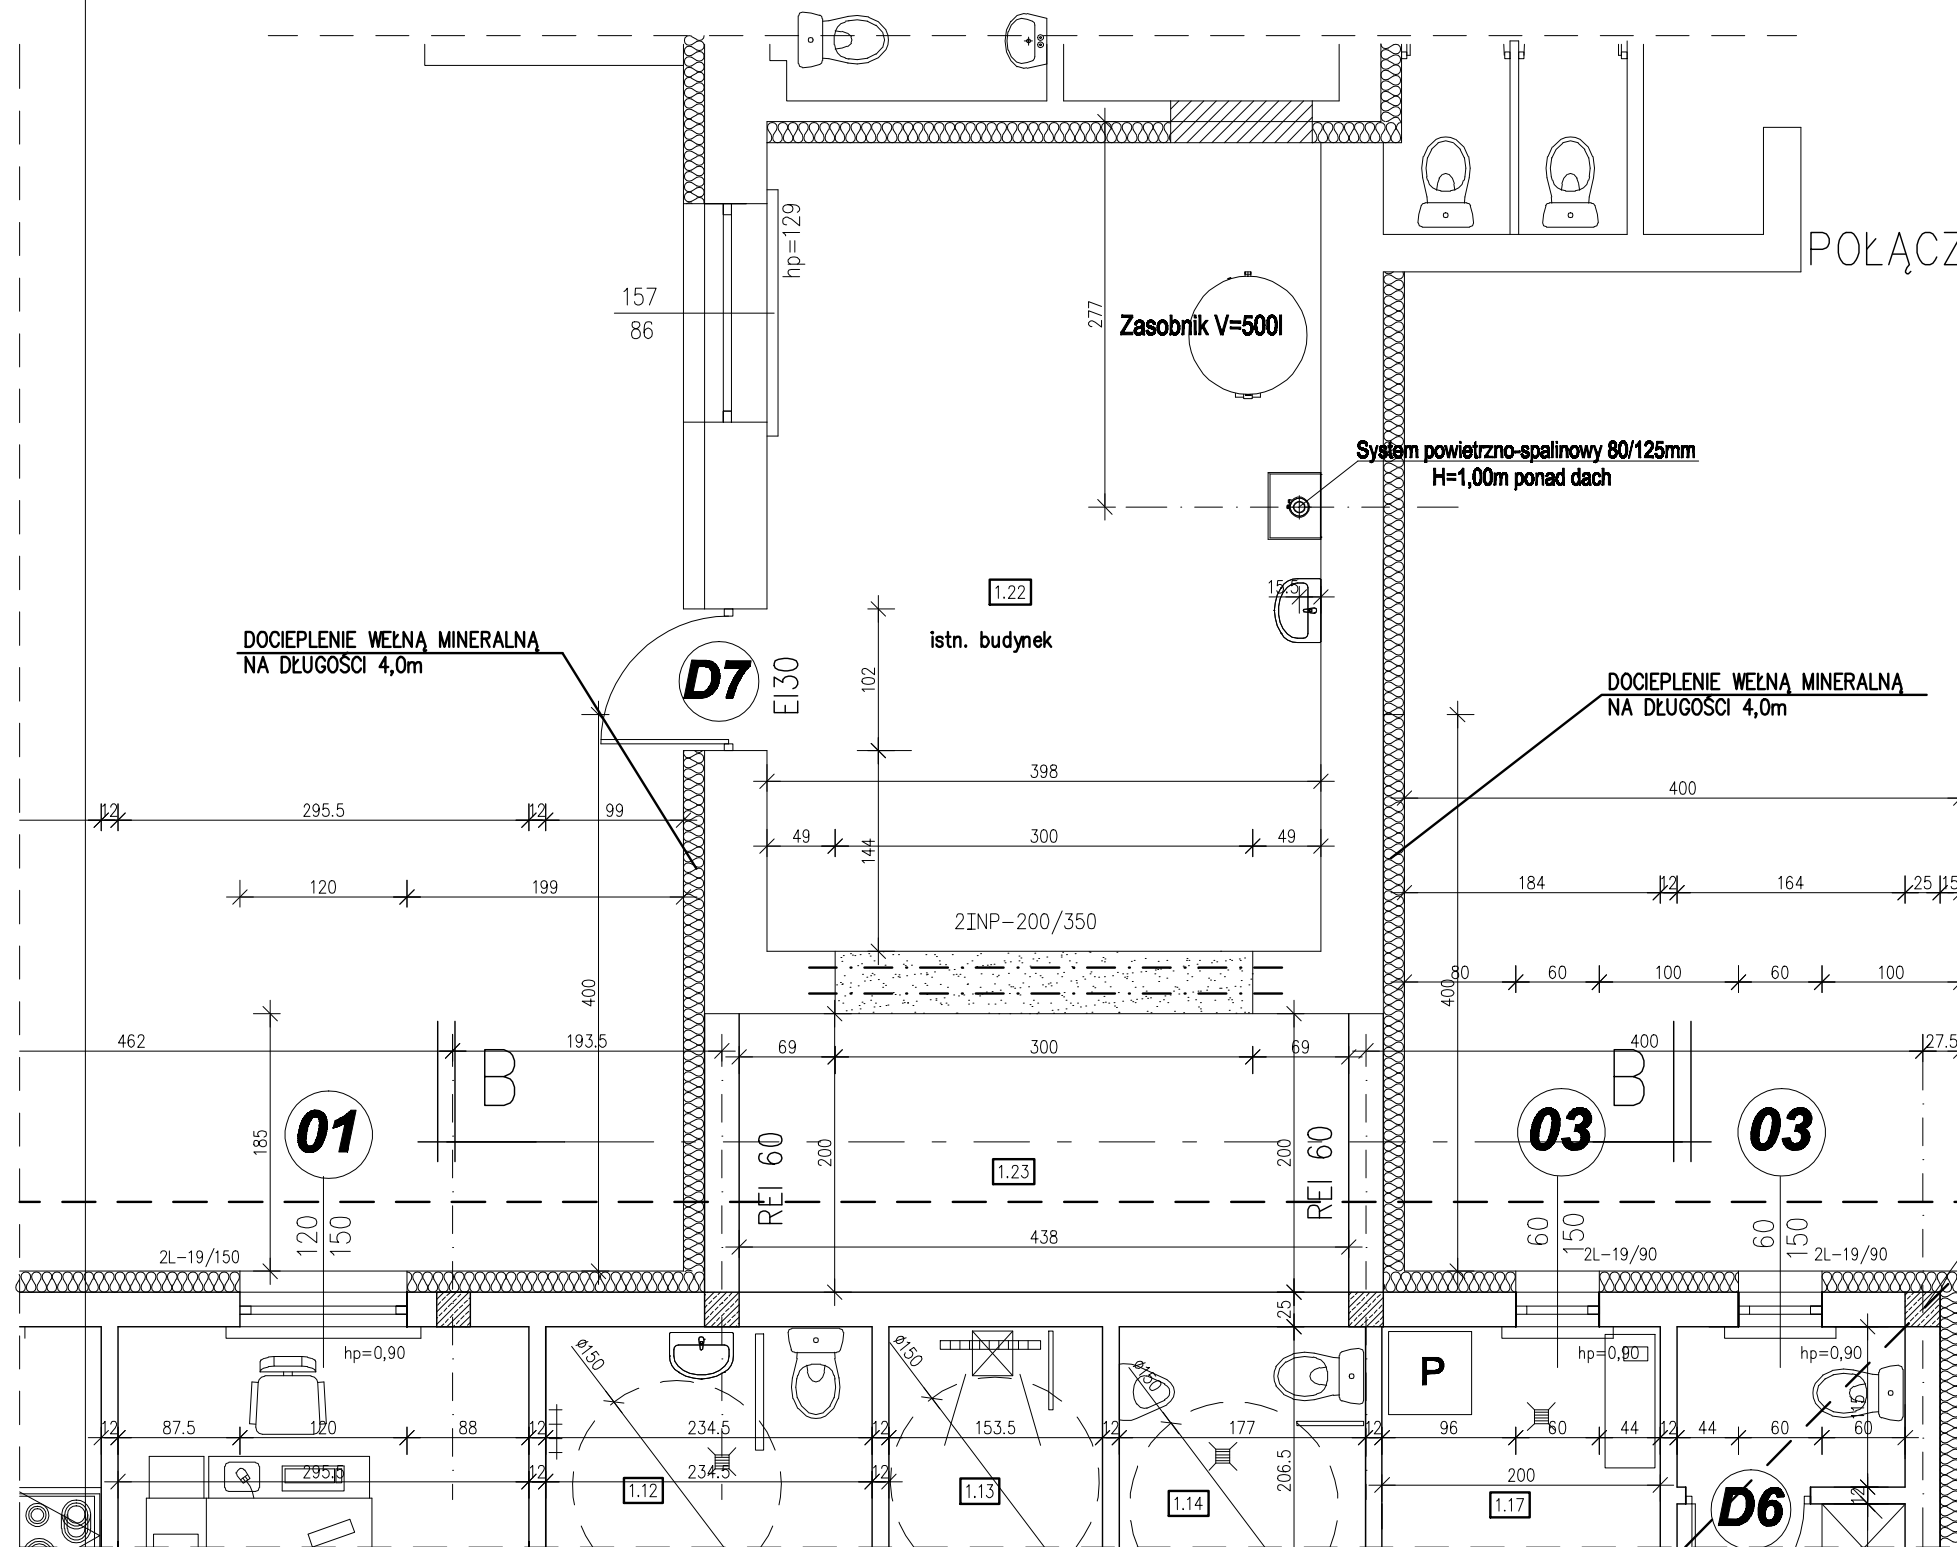 hp=129
POŁĄCZ
157
86
277
Zasobnik V=500l
System powietrzno-spalinowy 80/125mm
H=1,00m ponad dach
1.22
15.5
istn. budynek
DOCIEPLENIE WEŁNĄ MINERALNĄ
NA DŁUGOŚCI 4,0m
D7
EI30
102
DOCIEPLENIE WEŁNĄ MINERALNĄ
NA DŁUGOŚCI 4,0m
398
400
12
295.5
12
99
49
300
49
144
120
199
184
12
164
25
15
2INP-200/350
400
80
60
100
60
100
400
462
193.5
69
300
69
400
27.5
B
B
01
03
03
185
REI 60
200
1.23
200
REI 60
120
150
60
150
60
150
438
2L-19/150
2L-19/90
2L-19/90
25
hp=0,90
ø150
ø150
ø150
P
hp=0,90
hp=0,90
115
12
87.5
120
88
12
234.5
12
153.5
12
177
12
96
60
44
12
44
60
60
295.5
12
234.5
12
206.5
200
1.12
1.13
1.14
1.17
D6
12